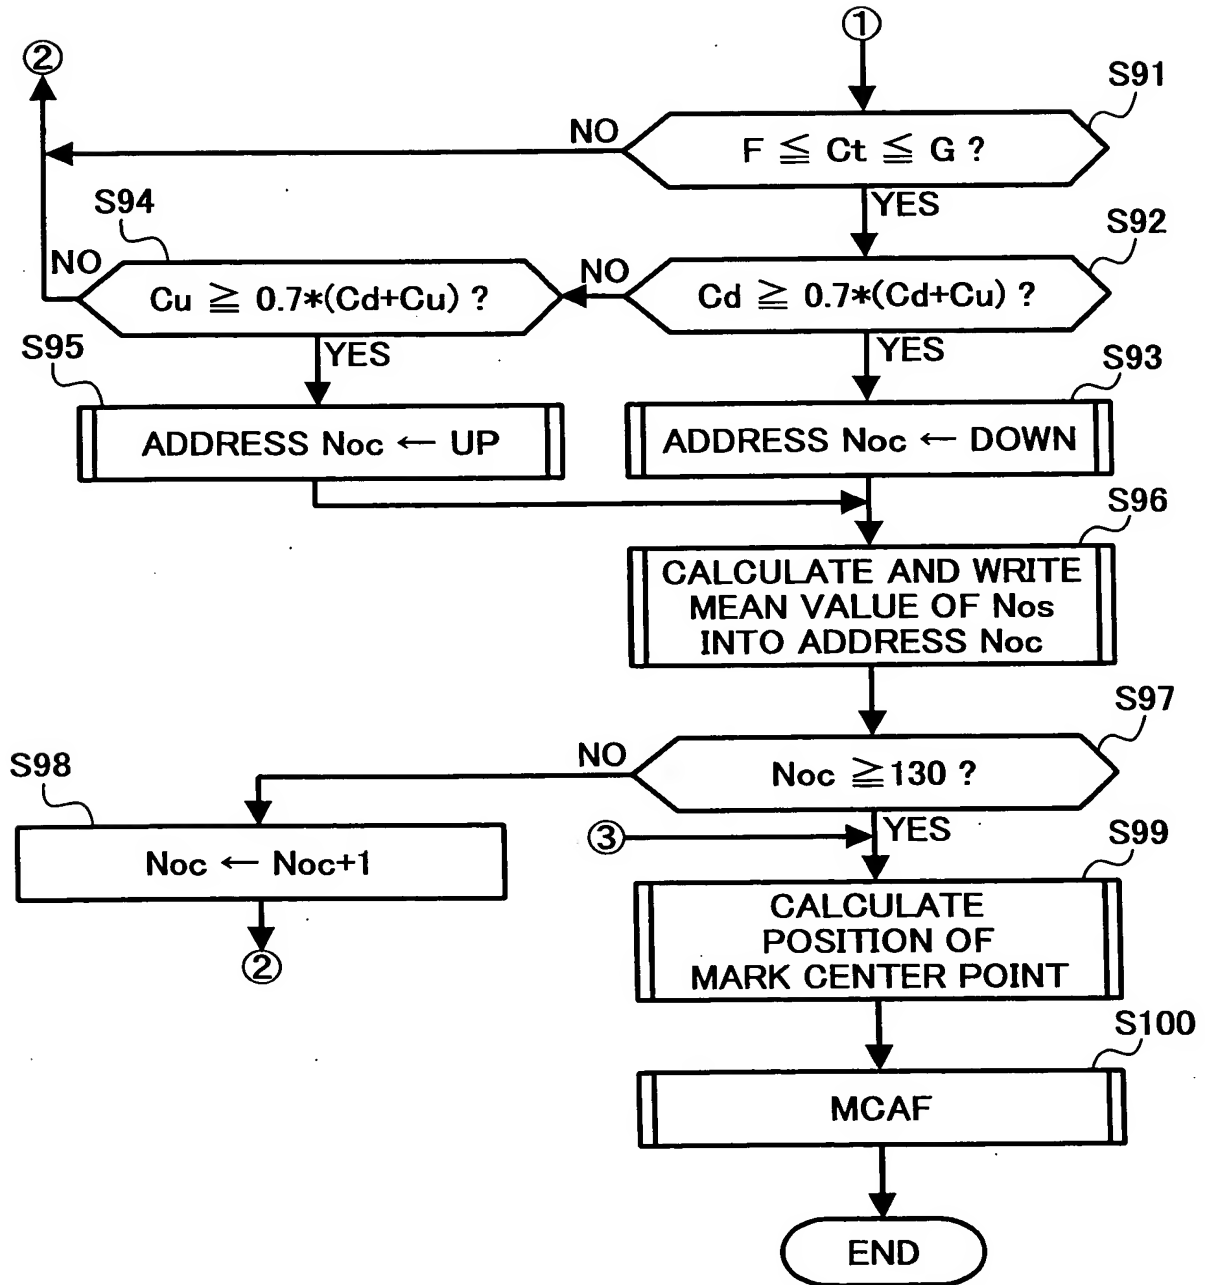 ①
②
S91
NO
F ≦ Ct ≦ G ?
YES
S94
S92
NO
Cu ≧ 0.7*(Cd+Cu) ?
NO
Cd ≧ 0.7*(Cd+Cu) ?
S95
YES
YES
S93
ADDRESS Noc ← UP
ADDRESS Noc ← DOWN
S96
CALCULATE AND WRITE
MEAN VALUE OF Nos
INTO ADDRESS Noc
S97
NO
Noc ≧130 ?
S98
YES
③
S99
Noc ← Noc+1
CALCULATE
POSITION OF
MARK CENTER POINT
②
S100
MCAF
END